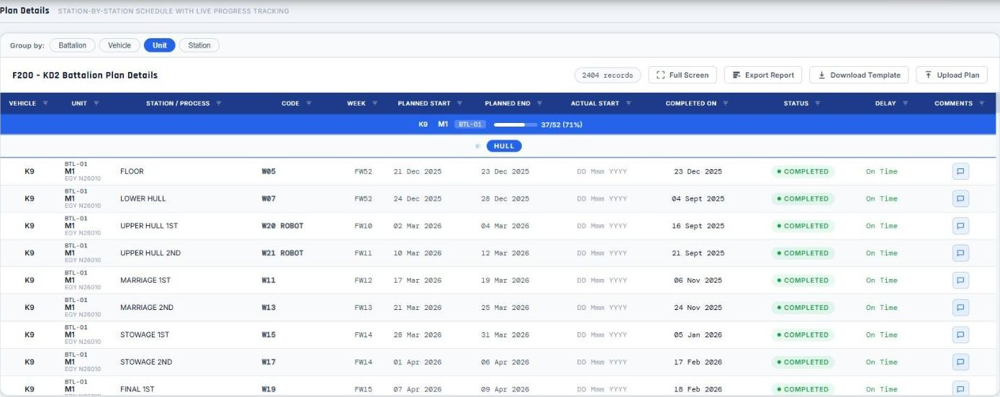 Plan Details STATION-BY-STATION SCHEDULE WITH LIVE PROGRESS TRACKING
Group by: Battalion Vehicle Unit Station
F200 - K02 Battalion Plan Details 2404 records Full Screen Export Report Download Template Upload Plan
VEHICLE UNIT STATION / PROCESS CODE WEEK PLANNED START PLANNED END ACTUAL START COMPLETED ON STATUS DELAY COMMENTS
K9 M1 BTL-01 37/52 (71%)
HULL
BTL-01
K9 M1 FLOOR W05 FW52 21 Dec 2025 23 Dec 2025 DD Mmm YYYY 23 Dec 2025 COMPLETED On Time
EGY N26010
BTL-01
K9 M1 LOWER HULL W07 FW52 24 Dec 2025 28 Dec 2025 DD Mmm YYYY 04 Sept 2025 COMPLETED On Time
EGY N26010
BTL-01
K9 M1 UPPER HULL 1ST W20 ROBOT FW10 02 Mar 2026 04 Mar 2026 DD Mmm YYYY 16 Sept 2025 COMPLETED On Time
EGY N26010
BTL-01
K9 M1 UPPER HULL 2ND W21 ROBOT FW11 10 Mar 2026 12 Mar 2026 DD Mmm YYYY 21 Sept 2025 COMPLETED On Time
EGY N26010
BTL-01
K9 M1 MARRIAGE 1ST W11 FW12 17 Mar 2026 19 Mar 2026 DD Mmm YYYY 06 Nov 2025 COMPLETED On Time
EGY N26010
BTL-01
K9 M1 MARRIAGE 2ND W13 FW13 21 Mar 2026 25 Mar 2026 DD Mmm YYYY 24 Nov 2025 COMPLETED On Time
EGY N26010
BTL-01
K9 M1 STOWAGE 1ST W15 FW14 28 Mar 2026 31 Mar 2026 DD Mmm YYYY 05 Jan 2026 COMPLETED On Time
EGY N26010
BTL-01
K9 M1 STOWAGE 2ND W17 FW14 01 Apr 2026 06 Apr 2026 DD Mmm YYYY 17 Feb 2026 COMPLETED On Time
EGY N26010
BTL-01
K9 M1 FINAL 1ST W19 FW15 07 Apr 2026 09 Apr 2026 DD Mmm YYYY 18 Feb 2026 COMPLETED On Time